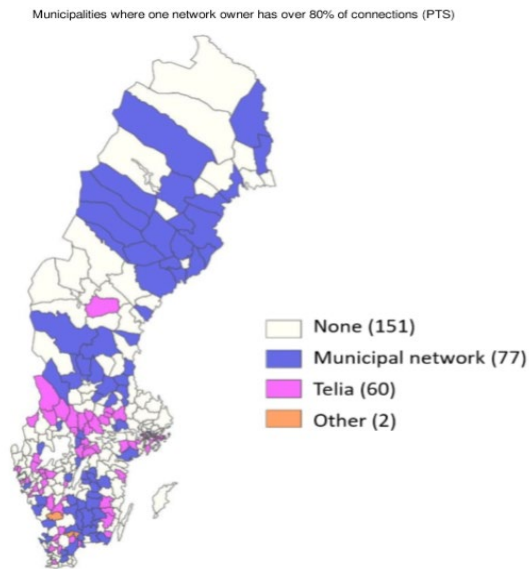 Municipalities where one network owner has over 80% of connections (PTS)
None (151)
Municipal network (77)
Telia (60)
Other (2)